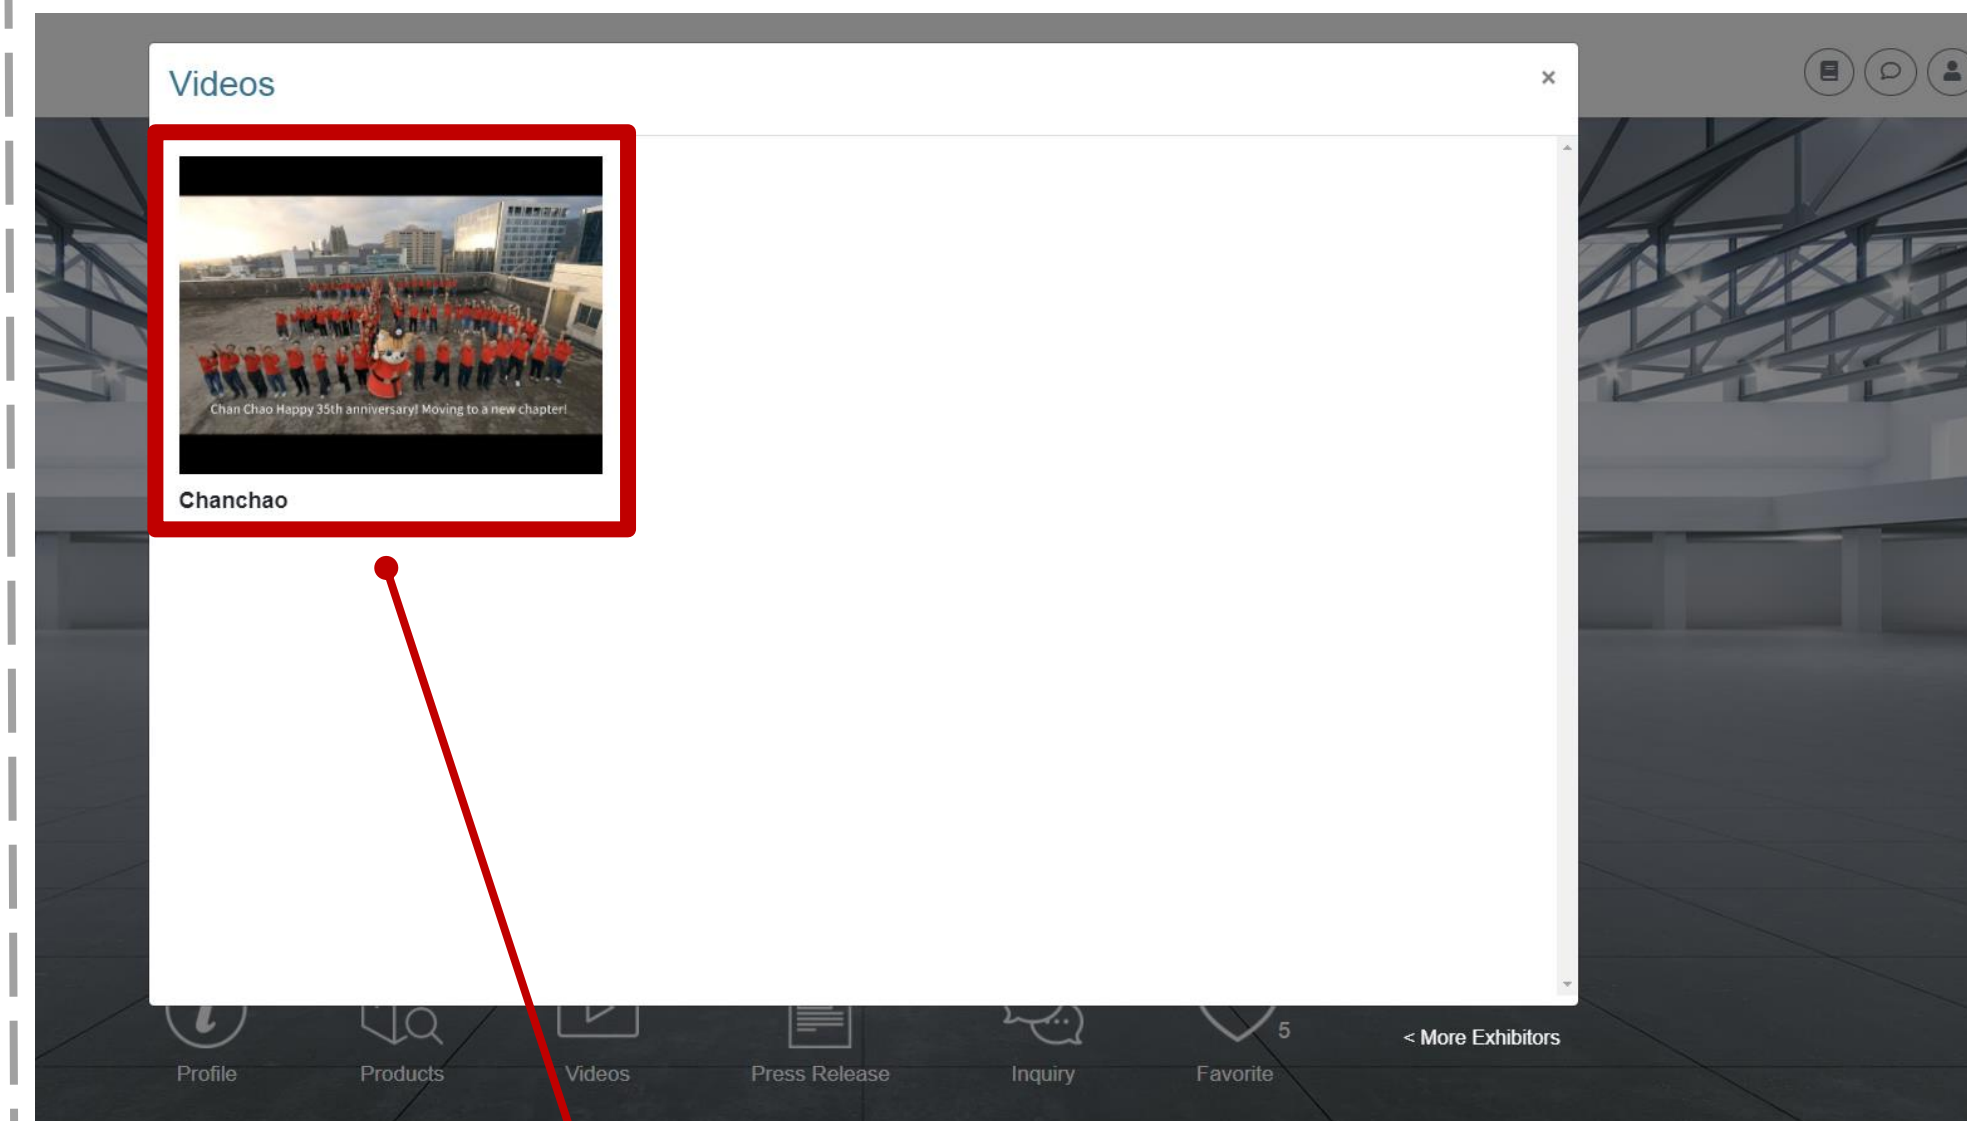 Videos
×
Chan Chao Happy 35th anniversary! Moving to a new chapter!
Chanchao
5
< More Exhibitors
Profile
Products
Videos
Press Release
Inquiry
Favorite